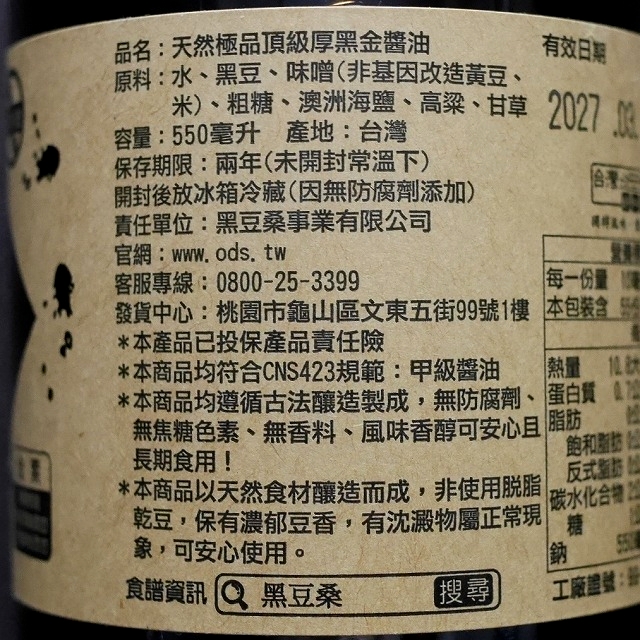 品名：天然極品頂級厚黑金醬油
原料：水、黑豆、味噌(非基因改造黃豆、
米)、粗糖、澳洲海鹽、高粱、甘草
容量：550毫升　產地：台灣
保存期限：兩年(未開封常溫下)
開封後放冰箱冷藏(因無防腐劑添加)
責任單位：黑豆桑事業有限公司
官網：www.ods.tw
客服專線：0800-25-3399
發貨中心：桃園市龜山區文東五街99號1樓
*本產品已投保產品責任險
*本商品均符合CNS423規範：甲級醬油
*本商品均遵循古法釀造製成，無防腐劑、
無焦糖色素、無香料、風味香醇可安心且
長期食用！
*本商品以天然食材釀造而成，非使用脫脂
乾豆，保有濃郁豆香，有沈澱物屬正常現
象，可安心使用。
食譜資訊 黑豆桑 搜尋
有效日期
2027.03.
台灣
每一份量
本包裝含
熱量 10.8大
蛋白質
脂肪
飽和脂肪
反式脂肪
碳水化合物
糖
鈉
工廠證號：